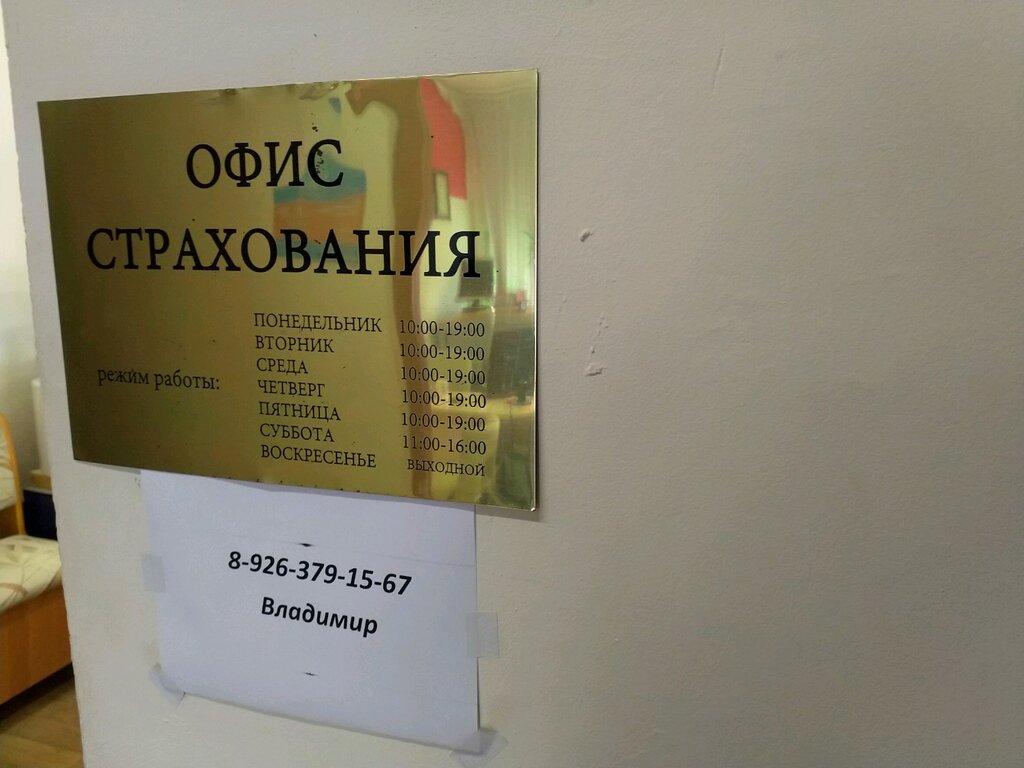 ОФИС
СТРАХОВАНИЯ
режим работы:
ПОНЕДЕЛЬНИК 10:00-19:00
ВТОРНИК 10:00-19:00
СРЕДА 10:00-19:00
ЧЕТВЕРГ 10:00-19:00
ПЯТНИЦА 10:00-19:00
СУББОТА 11:00-16:00
ВОСКРЕСЕНЬЕ ВЫХОДНОЙ
8-926-379-15-67
Владимир